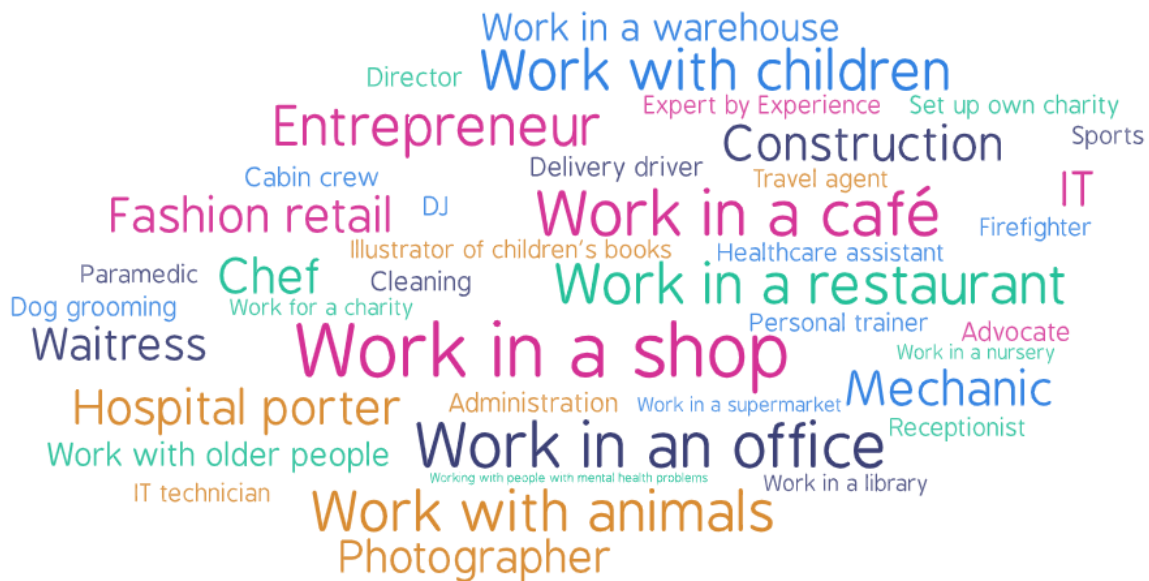 Work in a warehouse
Director
Work with children
Expert by Experience
Set up own charity
Entrepreneur
Construction
Sports
Delivery driver
Cabin crew
Travel agent
IT
Fashion retail
DJ
Work in a café
Firefighter
Illustrator of children's books
Healthcare assistant
Paramedic
Chef
Cleaning
Work in a restaurant
Dog grooming
Work for a charity
Personal trainer
Advocate
Waitress
Work in a shop
Work in a nursery
Mechanic
Hospital porter
Administration
Work in a supermarket
Receptionist
Work with older people
Work in an office
Working with people with mental health problems
Work in a library
IT technician
Work with animals
Photographer